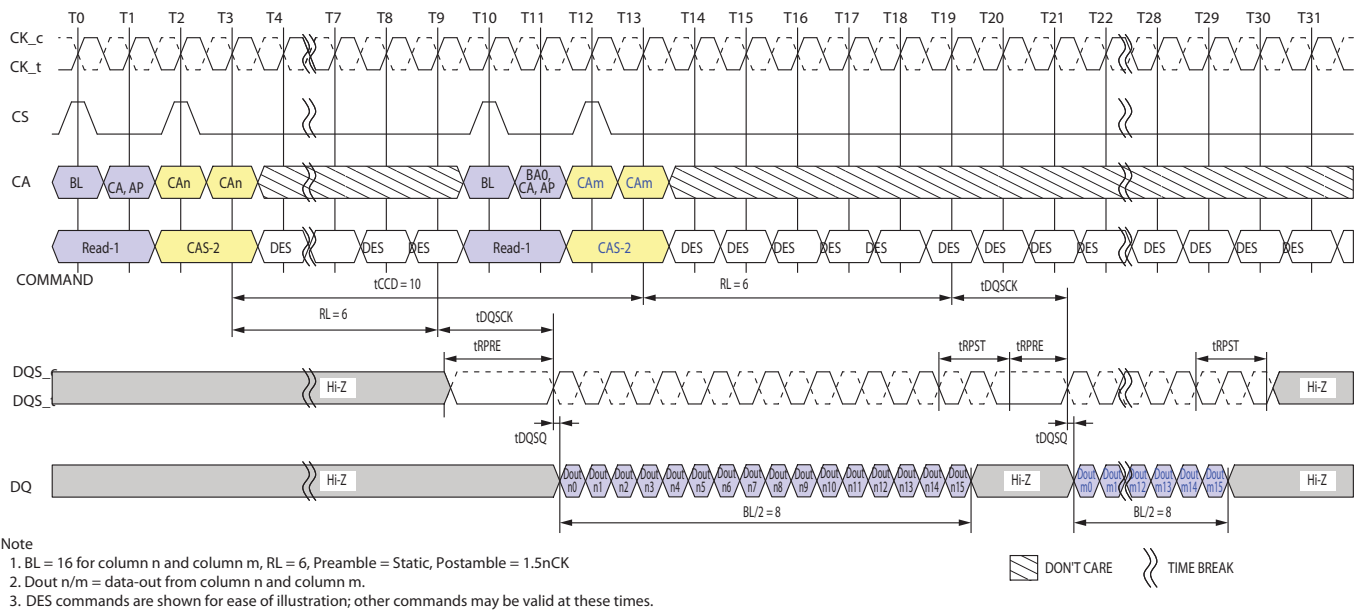 T0 T1 T2 T3 T4 T7 T8 T9 T10 T11 T12 T13 T14 T15 T16 T17 T18 T19 T20 T21 T22 T28 T29 T30 T31
CK_c
CK_t
CS
CA BL CA, AP CAn CAn BL BA0, CA, AP CAm CAm
Read-1 CAS-2 DES DES DES Read-1 CAS-2 DES DES DES DES DES DES DES DES DES DES DES DES
COMMAND
tCCD = 10 RL = 6 tDQSCK
RL = 6 tDQSCK
tRPRE tRPST tRPRE tRPST
DQS_c Hi-Z Hi-Z
DQS_t
tDQSQ tDQSQ
DQ Hi-Z Dout n0 Dout n1 Dout n2 Dout n3 Dout n4 Dout n5 Dout n6 Dout n7 Dout n8 Dout n9 Dout n10 Dout n11 Dout n12 Dout n13 Dout n14 Dout n15 Hi-Z Dout m0 Dout m1 Dout m12 Dout m13 Dout m14 Dout m15 Hi-Z
BL/2 = 8 BL/2 = 8
Note
1. BL = 16 for column n and column m, RL = 6, Preamble = Static, Postamble = 1.5nCK
2. Dout n/m = data-out from column n and column m.
3. DES commands are shown for ease of illustration; other commands may be valid at these times.
DON'T CARE TIME BREAK